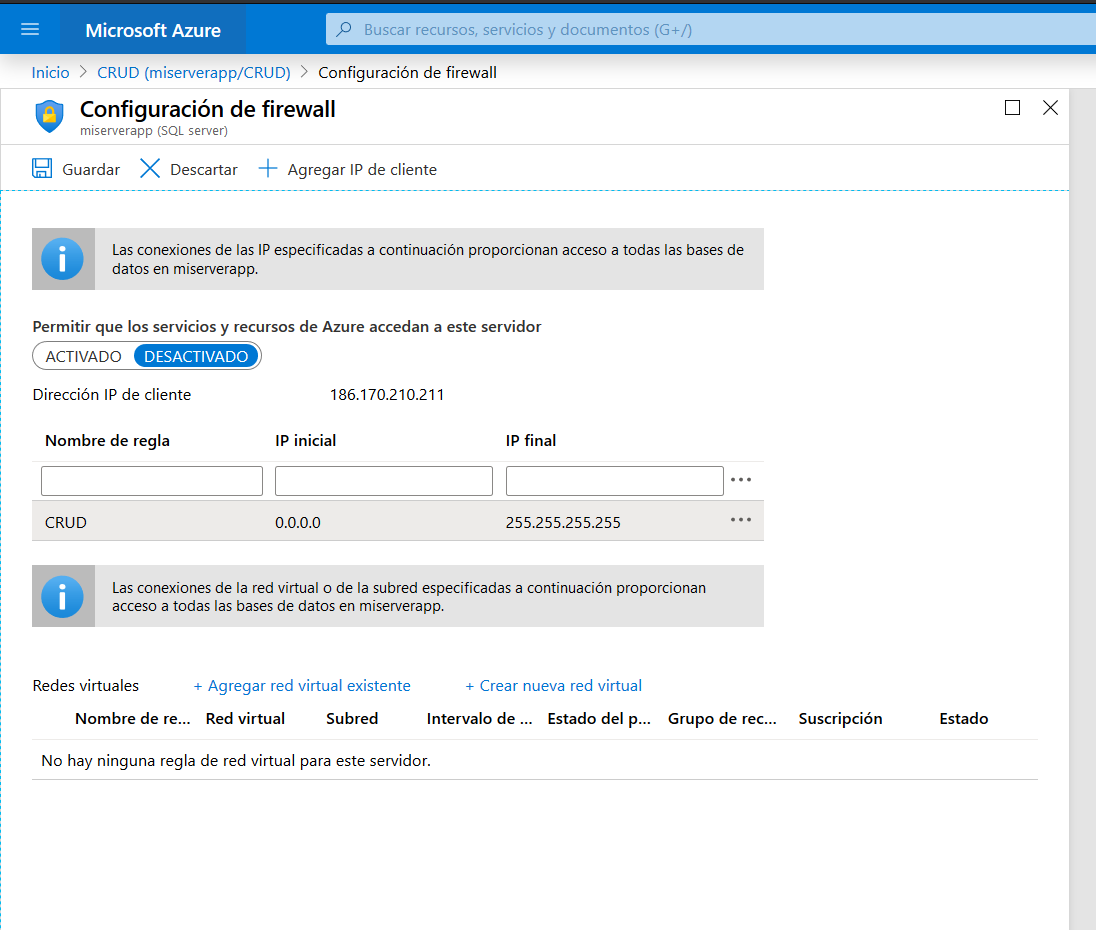 Microsoft Azure
Buscar recursos, servicios y documentos (G+/)
Inicio > CRUD (miserverapp/CRUD) > Configuración de firewall
Configuración de firewall
miserverapp (SQL server)
Guardar Descartar Agregar IP de cliente
Las conexiones de las IP especificadas a continuación proporcionan acceso a todas las bases de
datos en miserverapp.
Permitir que los servicios y recursos de Azure accedan a este servidor
ACTIVADO DESACTIVADO
Dirección IP de cliente 186.170.210.211
Nombre de regla IP inicial IP final
CRUD 0.0.0.0 255.255.255.255
Las conexiones de la red virtual o de la subred especificadas a continuación proporcionan
acceso a todas las bases de datos en miserverapp.
Redes virtuales + Agregar red virtual existente + Crear nueva red virtual
Nombre de re... Red virtual Subred Intervalo de ... Estado del p... Grupo de rec... Suscripción Estado
No hay ninguna regla de red virtual para este servidor.